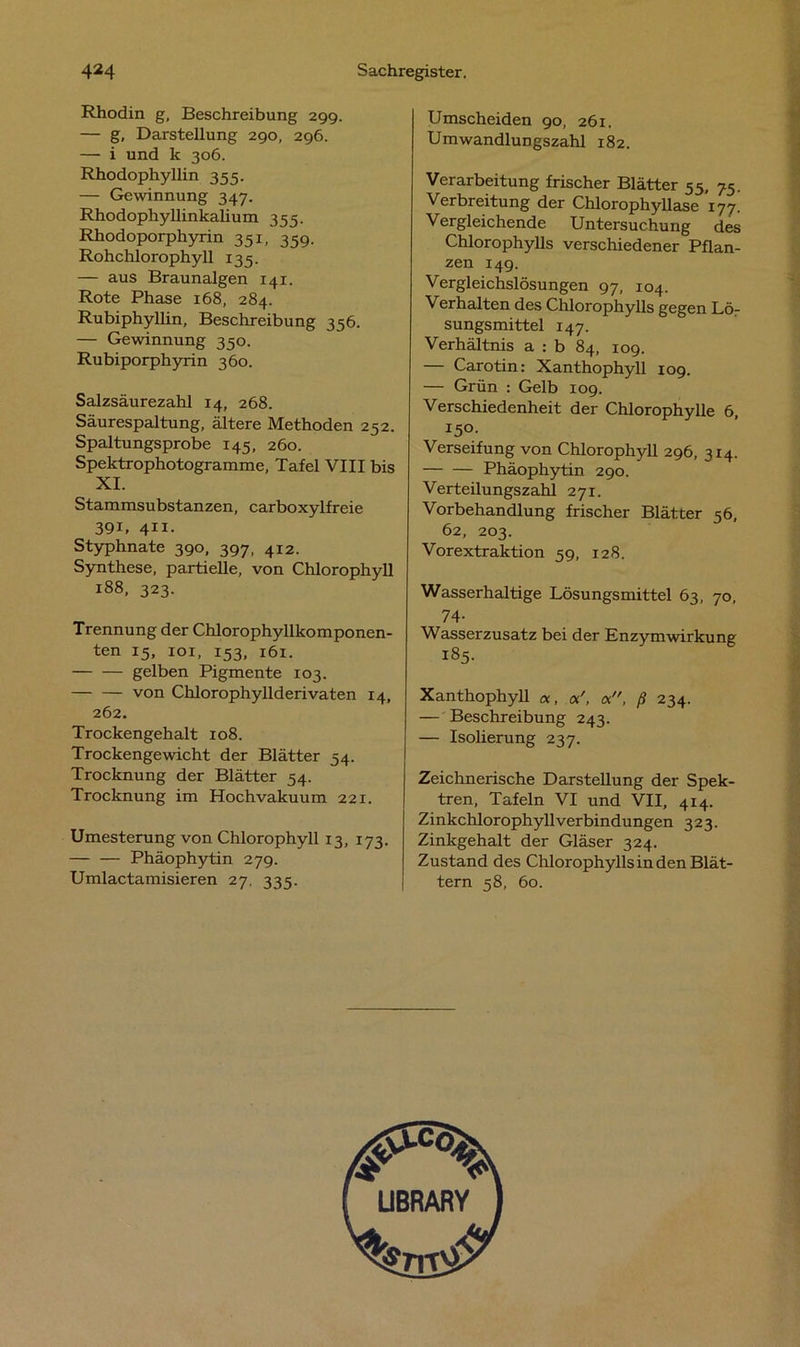 424
Sachregister.
Rhodin g, Beschreibung 299.
— g, Darstellung 290, 296.
— i und k 306.
Rhodophyllin 355.
— Gewinnung 347.
Rhodophyllinkalium 355.
Rhodoporphyrin 351, 359.
Rohchlorophyll 135.
— aus Braunalgen 141.
Rote Phase 168, 284.
Rubiphyllin, Beschreibung 356.
— Gewinnung 350.
Rubiporphyrin 360.
Salzsäurezahl 14, 268.
Säurespaltung, ältere Methoden 252.
Spaltungsprobe 145, 260.
Spektrophotogramme, Tafel VIII bis
XI.
Stammsubstanzen, carboxylfreie
391, 411.
Styphnate 390, 397, 412.
Synthese, partielle, von Chlorophyll
188, 323.
Trennung der Chlorophyllkomponen-
ten 15, 101, 153, 161.
— — gelben Pigmente 103.
— — von Chlorophyllderivaten 14,
262.
Trockengehalt 108.
Trockengewicht der Blätter 54.
Trocknung der Blätter 54.
Trocknung im Hochvakuum 221.
Umesterung von Chlorophyll 13, 173.
— — Phäophytin 279.
Umlactamisieren 27, 335.
Umscheiden 90, 261.
Umwandlungszahl 182.
Verarbeitung frischer Blätter 55, 75.
Verbreitung der Chlorophyllase 177.
Vergleichende Untersuchung des
Chlorophylls verschiedener Pflan-
zen 149.
Vergleichslösungen 97, 104.
Verhalten des Chlorophylls gegen Lö-
sungsmittel 147.
Verhältnis a : b 84, 109.
— Carotin: Xanthophyll 109.
— Grün : Gelb 109.
Verschiedenheit der Chlorophylle 6,
150.
Verseifung von Chlorophyll 296, 314.
— — Phäophytin 290.
Verteilungszahl 271.
Vorbehandlung frischer Blätter 56,
62, 203.
Vorextraktion 59, 128.
Wasserhaltige Lösungsmittel 63, 70,
74.
Wasserzusatz bei der Enzymwirkung
185.
Xanthophyll α, α′, α″, β 234.
— Beschreibung 243.
— Isolierung 237.
Zeichnerische Darstellung der Spek-
tren, Tafeln VI und VII, 414.
Zinkchlorophyllverbindungen 323.
Zinkgehalt der Gläser 324.
Zustand des Chlorophylls in den Blät-
tern 58, 60.
WELLCOME
LIBRARY
INSTITUTE